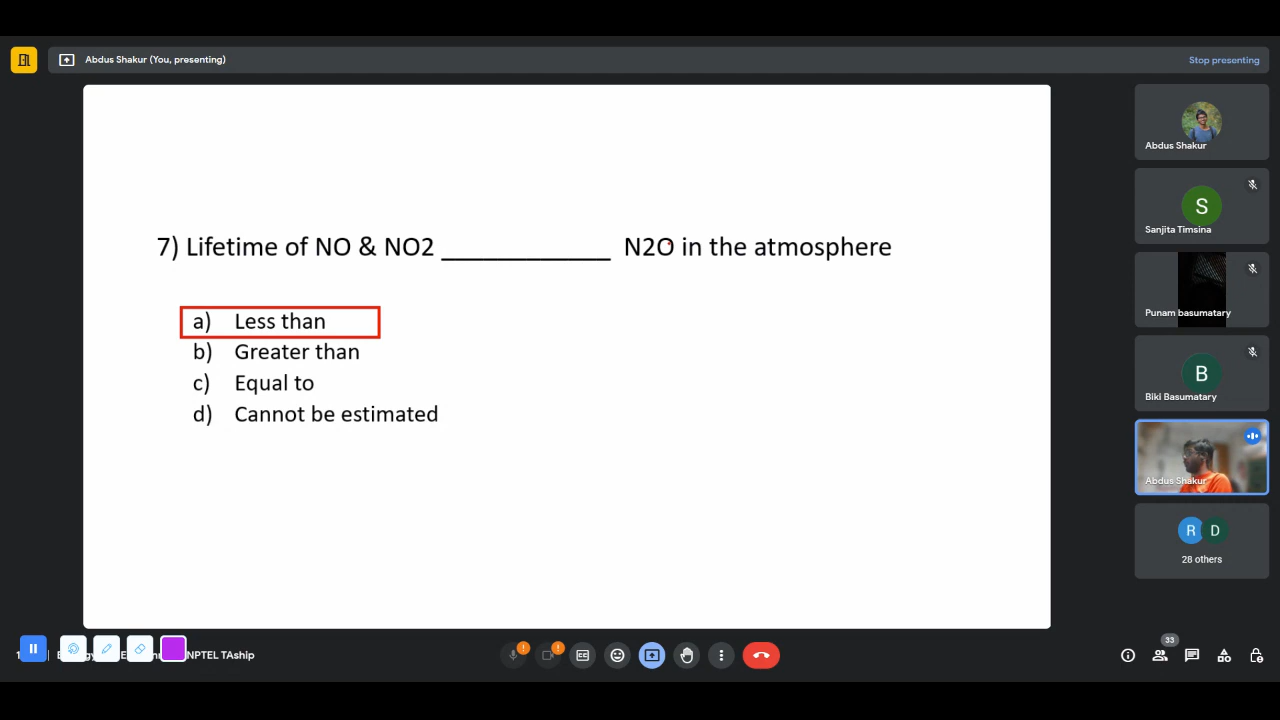 Abdus Shakur (You, presenting)
Stop presenting
7) Lifetime of NO & NO2 ____________ N2O in the atmosphere
a) Less than
b) Greater than
c) Equal to
d) Cannot be estimated
Abdus Shakur
S
Sanjita Timsina
Punam basumatary
B
Biki Basumatary
Abdus Shakur
R D
28 others
NPTEL TAship
33